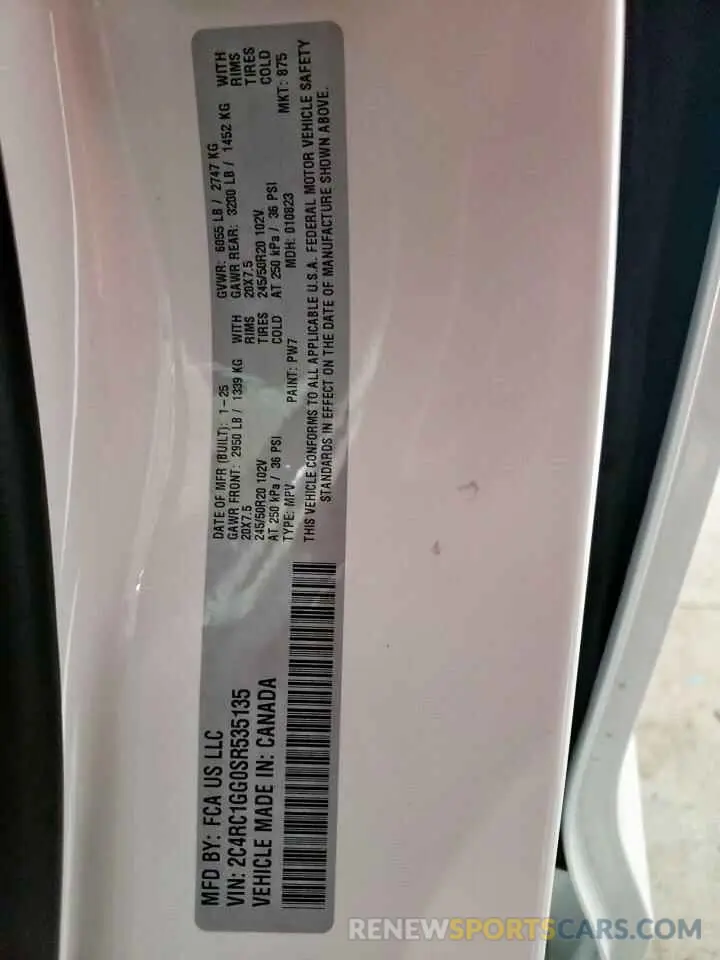 MFD BY: FCA US LLC
VIN: 2C4RC1GG0SR535135
VEHICLE MADE IN: CANADA
DATE OF MFR (BUILT): 1-25 GVWR: 6055 LB / 2747 KG
GAWR FRONT: 2950 LB / 1339 KG WITH GAWR REAR: 3200 LB / 1452 KG WITH
20X7.5 RIMS 20X7.5 RIMS
245/50R20 102V TIRES 245/50R20 102V TIRES
AT 250 kPa / 36 PSI COLD AT 250 kPa / 36 PSI COLD
TYPE: MPV PAINT: PW7 MDH: 010823 MKT: 875
THIS VEHICLE CONFORMS TO ALL APPLICABLE U.S.A. FEDERAL MOTOR VEHICLE SAFETY
STANDARDS IN EFFECT ON THE DATE OF MANUFACTURE SHOWN ABOVE.
RENEWSPORTSCARS.COM